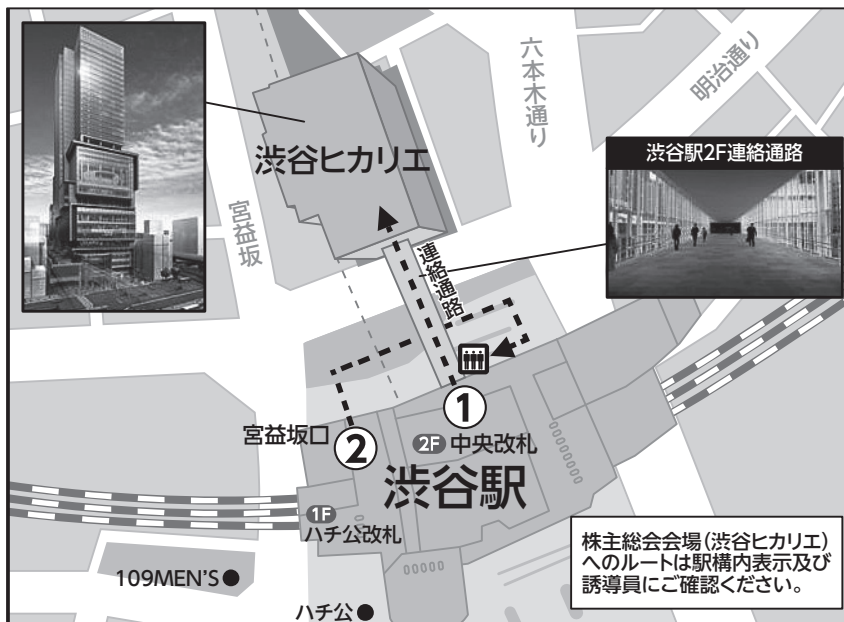 六本木通り
明治通り
渋谷駅2F連絡通路
渋谷ヒカリエ
宮益坂
連絡通路
1
宮益坂口
2
2F 中央改札
渋谷駅
1F
ハチ公改札
株主総会会場(渋谷ヒカリエ)
へのルートは駅構内表示及び
誘導員にご確認ください。
109MEN'S
ハチ公